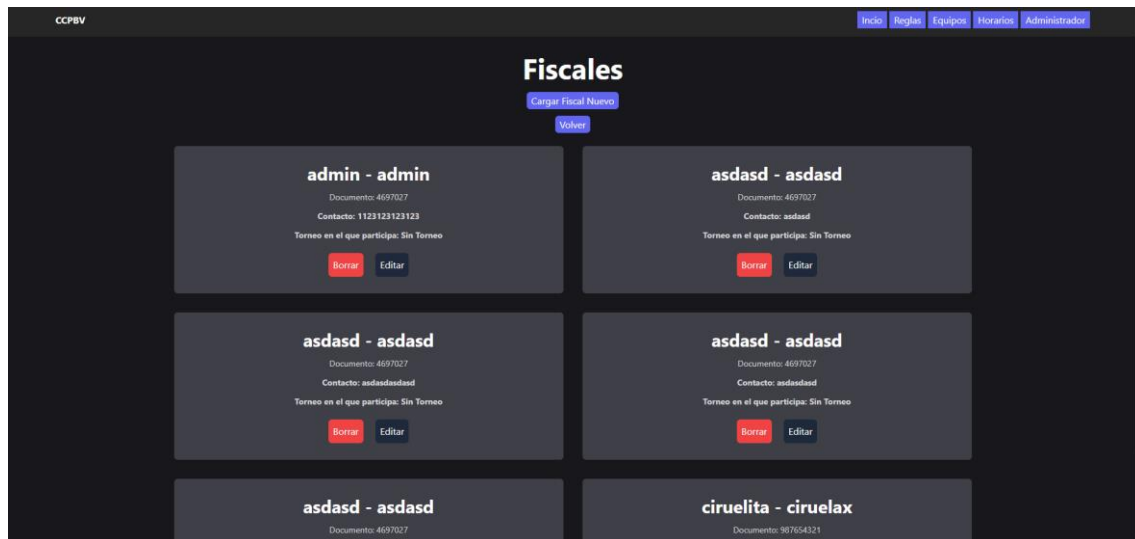 CCPBV
Incio Reglas Equipos Horarios Administrador
Fiscales
Cargar Fiscal Nuevo
Volver
admin - admin
Documento: 4697027
Contacto: 1123123123123
Torneo en el que participa: Sin Torneo
Borrar Editar
asdasd - asdasd
Documento: 4697027
Contacto: asdasd
Torneo en el que participa: Sin Torneo
Borrar Editar
asdasd - asdasd
Documento: 4697027
Contacto: asdasdasdasd
Torneo en el que participa: Sin Torneo
Borrar Editar
asdasd - asdasd
Documento: 4697027
Contacto: asdasdasd
Torneo en el que participa: Sin Torneo
Borrar Editar
asdasd - asdasd
Documento: 4697027
ciruelita - ciruelax
Documento: 987654321